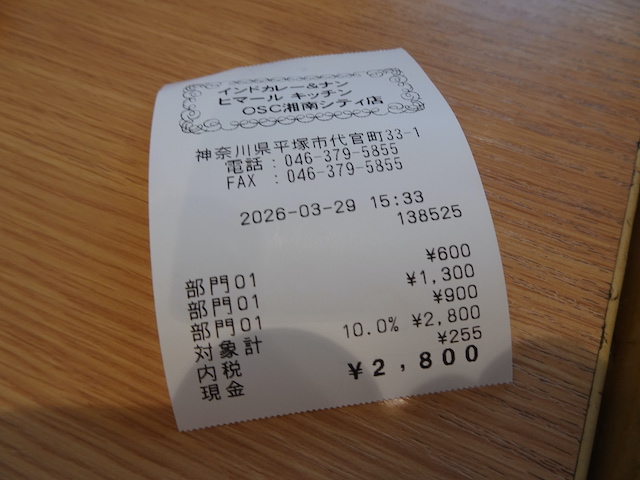 インドカレー&ナン
ヒマール キッチン
OSC湘南シティ店
神奈川県平塚市代官町33-1
電話 : 046-379-5855
FAX : 046-379-5855
2026-03-29 15:33
138525
部門01 ¥600
部門01 ¥1,300
部門01 ¥900
対象計 10.0% ¥2,800
内税 ¥255
現金 ¥2,800